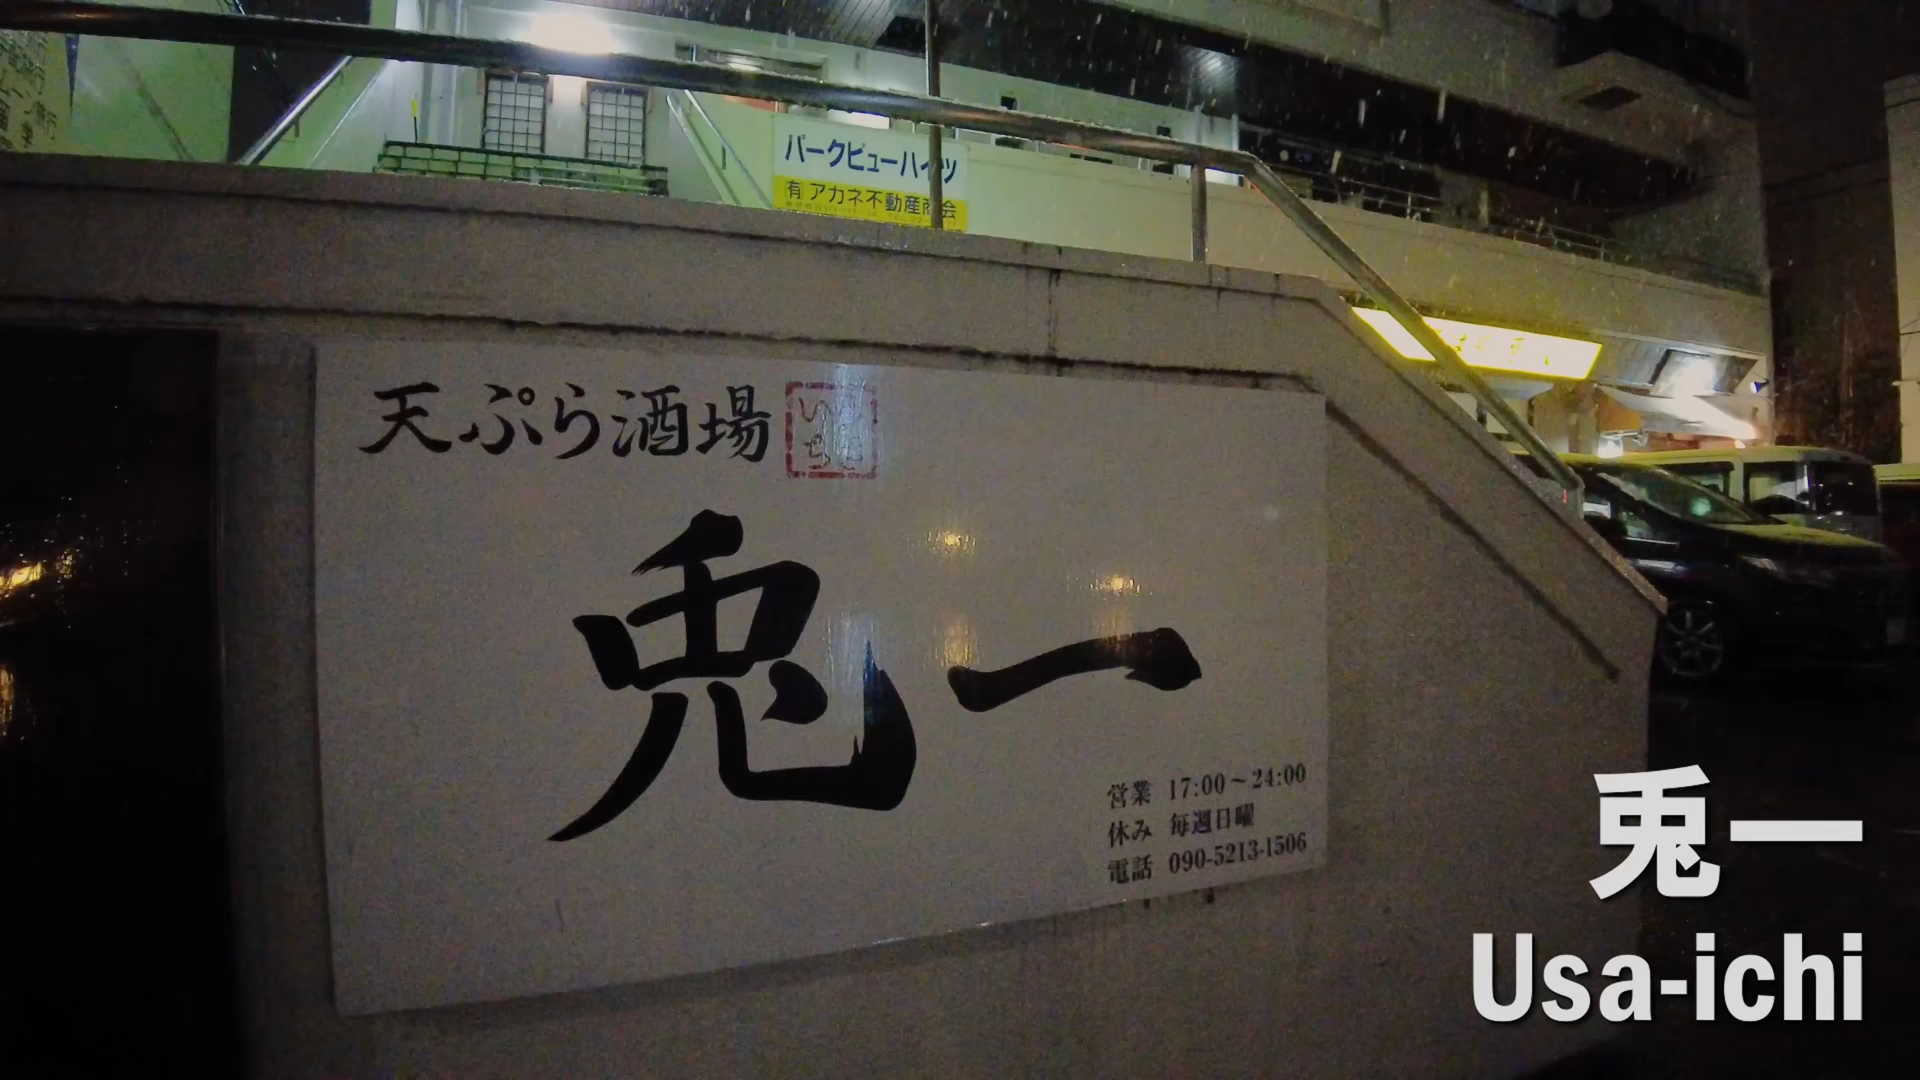 パークビューハイツ
有 アカネ不動産商会
天ぷら酒場
兎一
営業 17:00～24:00
休み 毎週日曜
電話 090-5213-1506
兎一
Usa-ichi